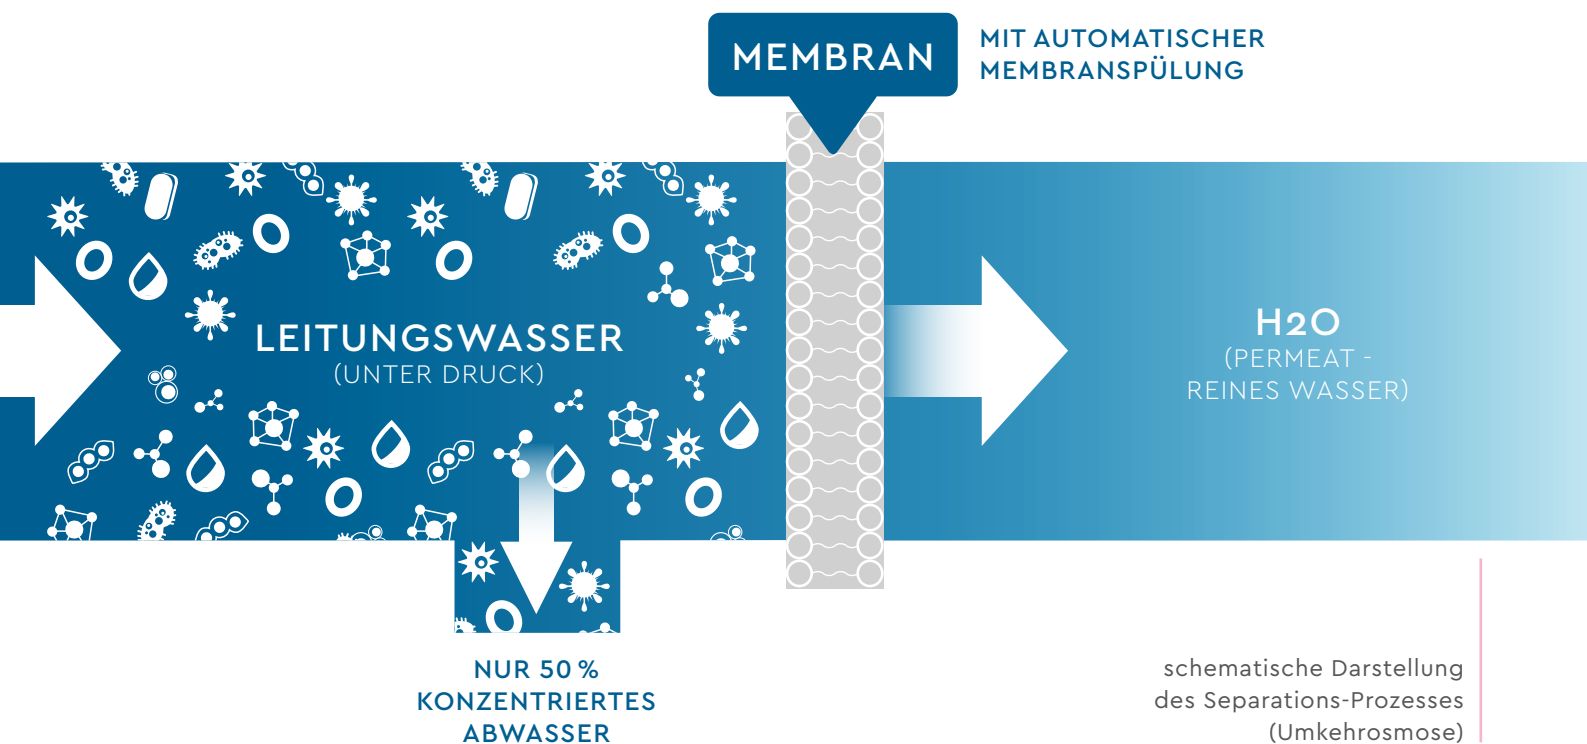 MEMBRAN
MIT AUTOMATISCHER
MEMBRANSPÜLUNG
LEITUNGSWASSER
(UNTER DRUCK)
H2O
(PERMEAT -
REINES WASSER)
NUR 50 %
KONZENTRIERTES
ABWASSER
schematische Darstellung
des Separations-Prozesses
(Umkehrosmose)